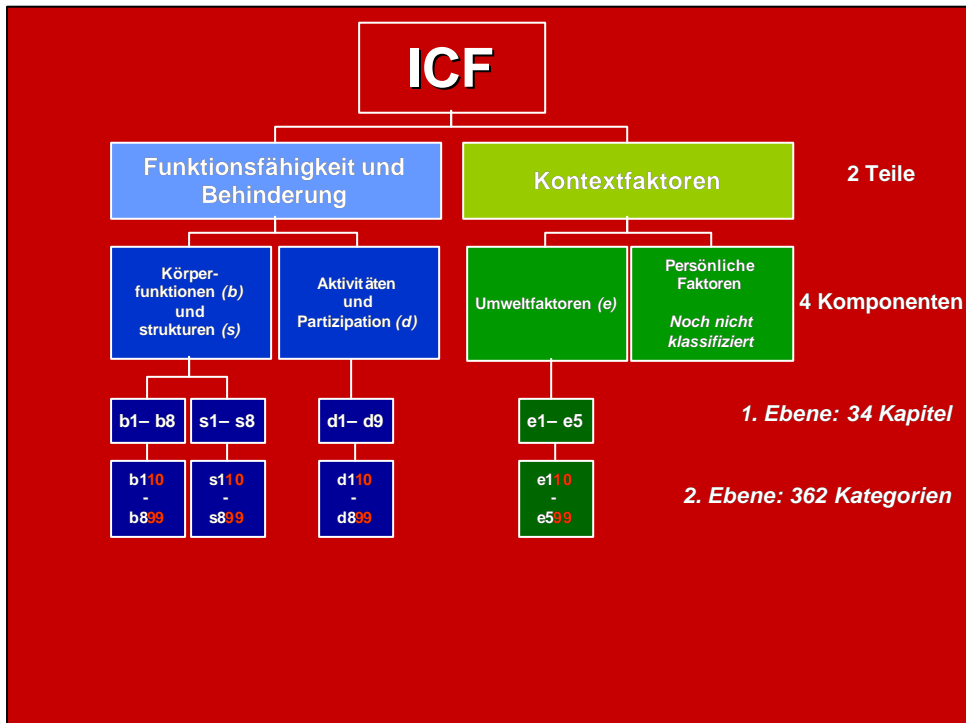 ICF
Funktionsfähigkeit und
Behinderung
Kontextfaktoren
2 Teile
Körper-
funktionen (b)
und
strukturen (s)
Aktivitäten
und
Partizipation (d)
Umweltfaktoren (e)
Persönliche
Faktoren
Noch nicht
klassifiziert
4 Komponenten
b1– b8
s1– s8
d1– d9
e1– e5
1. Ebene: 34 Kapitel
b110
-
b899
s110
-
s899
d110
-
d899
e110
-
e599
2. Ebene: 362 Kategorien